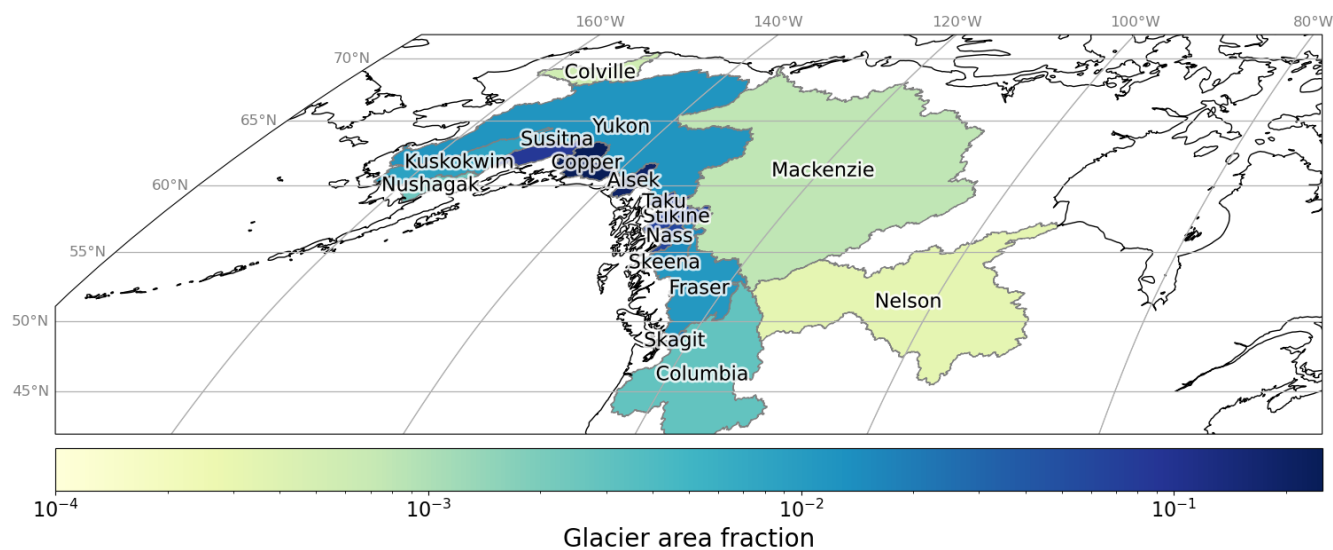 160°W 140°W 120°W 100°W 80°W
70°N
65°N
60°N
55°N
50°N
45°N
Colville
Yukon
Susitna
Kuskokwim
Copper
Mackenzie
Alsek
Nushagak
Taku
Stikine
Nass
Skeena
Fraser
Nelson
Skagit
Columbia
10⁻⁴ 10⁻³ 10⁻² 10⁻¹
Glacier area fraction